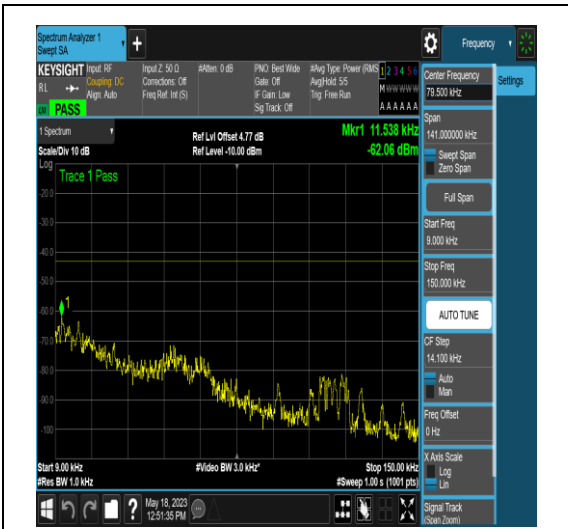 Spectrum Analyzer 1
Swept SA
+
Frequency
KEYSIGHT
RL
PASS
Input: RF
Coupling: DC
Align: Auto
Input Z: 50 Ω
Corrections: Off
Freq Ref: Int (S)
#Atten: 0 dB
PNO: Best Wide
Gate: Off
IF Gain: Low
Sig Track: Off
#Avg Type: Power (RMS)
Avg|Hold: 5/5
Trig: Free Run
1 2 3 4 5 6
M W W W W W
A A A A A A
1 Spectrum
Scale/Div 10 dB
Ref Lvl Offset 4.77 dB
Ref Level -10.00 dBm
Mkr1 11.538 kHz
-62.06 dBm
Log
Trace 1 Pass
-20.0
-30.0
-40.0
-50.0
-60.0
-70.0
-80.0
-90.0
-100
1
Start 9.00 kHz
#Res BW 1.0 kHz
#Video BW 3.0 kHz*
Stop 150.00 kHz
#Sweep 1.00 s (1001 pts)
May 18, 2023
12:51:35 PM
?
Center Frequency
79.500 kHz
Settings
Span
141.000000 kHz
Swept Span
Zero Span
Full Span
Start Freq
9.000 kHz
Stop Freq
150.000 kHz
AUTO TUNE
CF Step
14.100 kHz
Auto
Man
Freq Offset
0 Hz
X Axis Scale
Log
Lin
Signal Track
(Span Zoom)